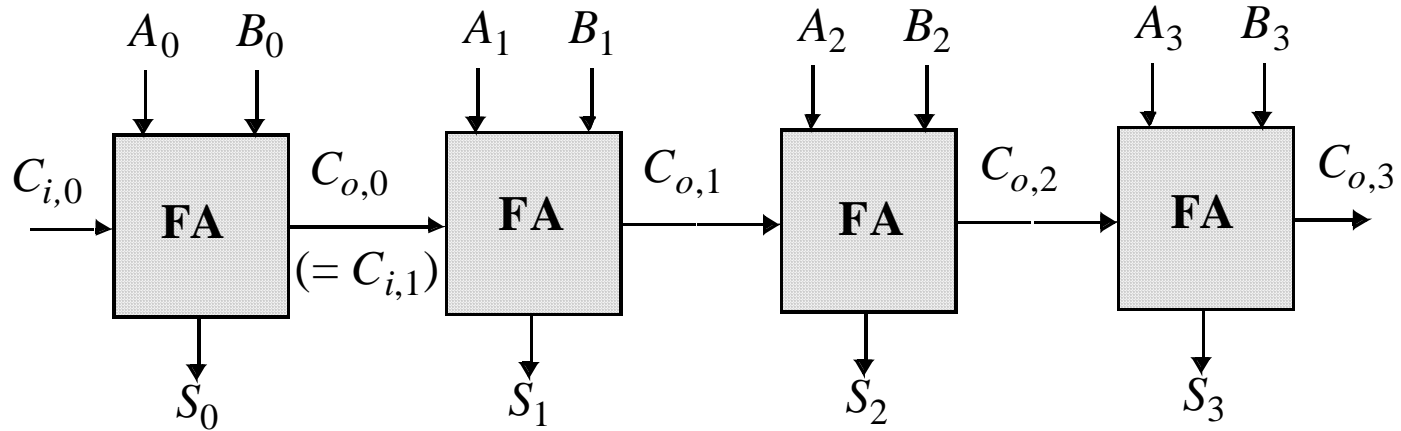 A0 B0 A1 B1 A2 B2 A3 B3
Ci,0 Co,0 Co,1 Co,2 Co,3
FA FA FA FA
(= Ci,1)
S0 S1 S2 S3